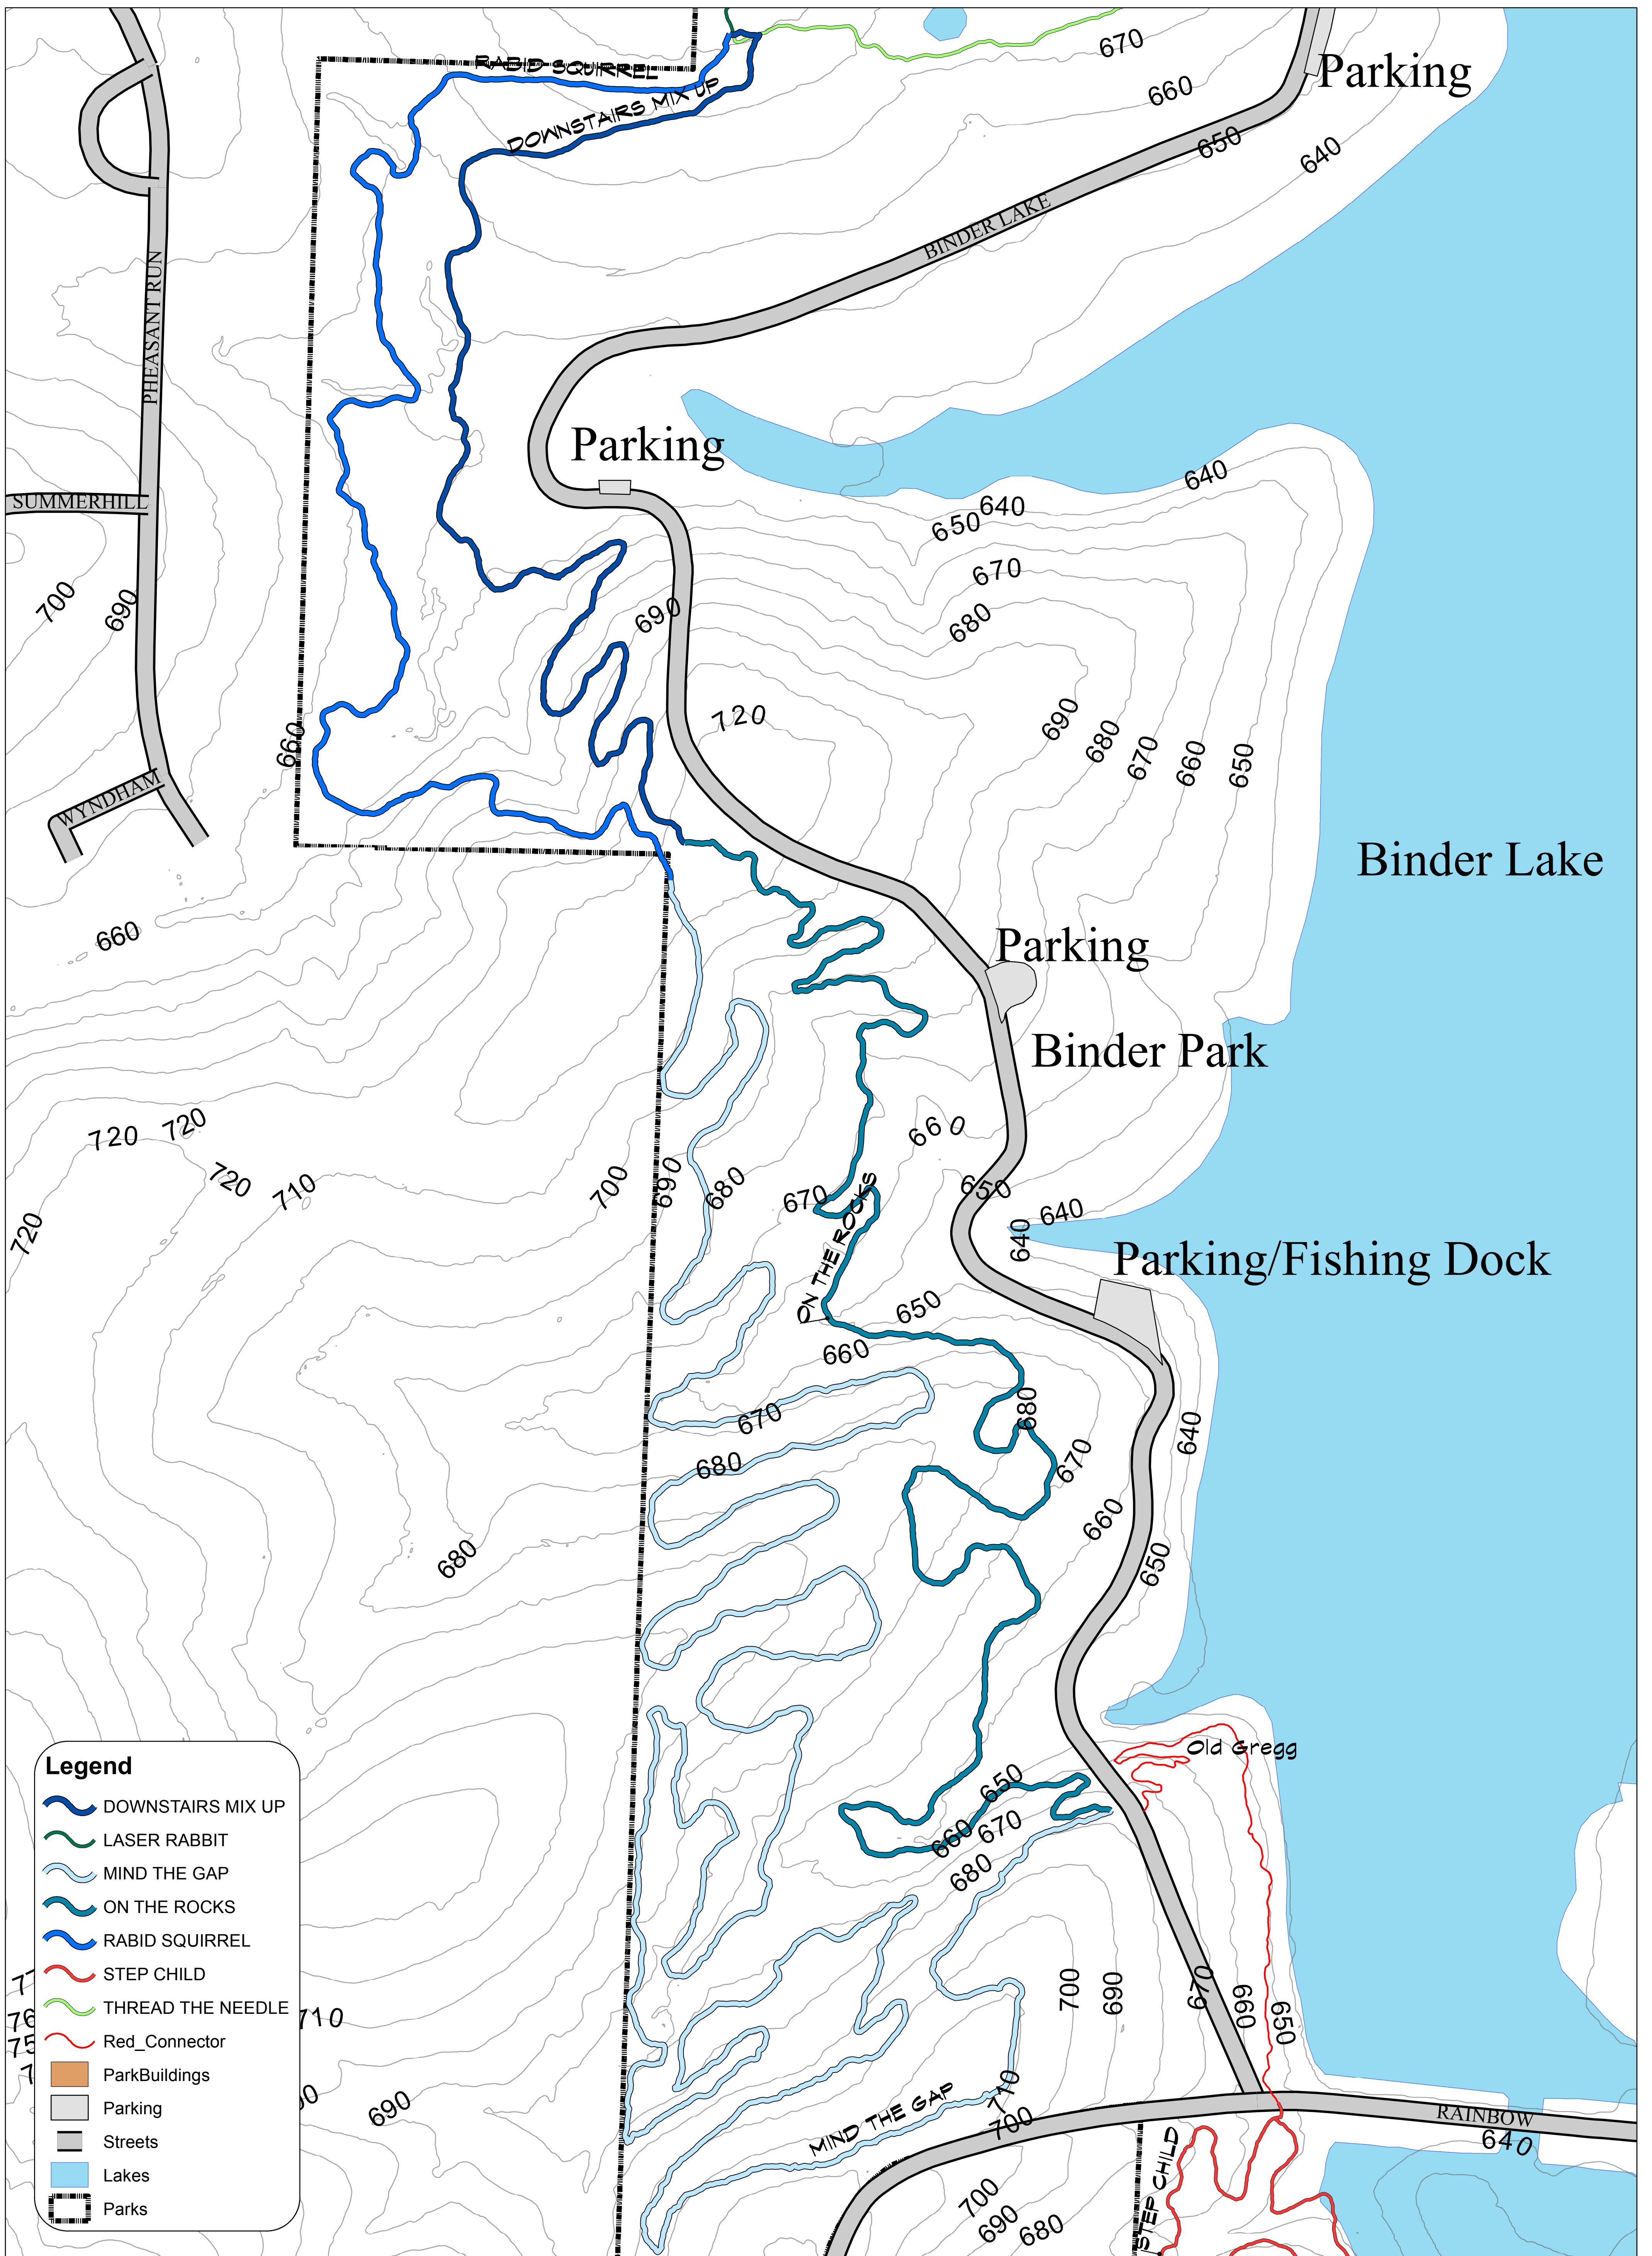 670
Parking
RABID SQUIRREL
660
DOWNSTAIRS MIX UP
650
640
BINDER LAKE
PHEASANT RUN
Parking
640
SUMMERHILL
640
650
670
700
690
690
680
720
690
680
670
660
650
660
WYNDHAM
Binder Lake
660
Parking
Binder Park
720
720
660
720
710
700
690
680
670
650
640
640
720
ON THE ROCKS
Parking/Fishing Dock
650
660
680
670
640
670
680
660
680
650
Old Gregg
Legend
650
DOWNSTAIRS MIX UP
660
670
LASER RABBIT
680
MIND THE GAP
ON THE ROCKS
RABID SQUIRREL
STEP CHILD
700
690
670
660
650
THREAD THE NEEDLE
710
Red_Connector
ParkBuildings
690
710
Parking
MIND THE GAP
700
RAINBOW
640
Streets
STEP CHILD
Lakes
700
Parks
690
680